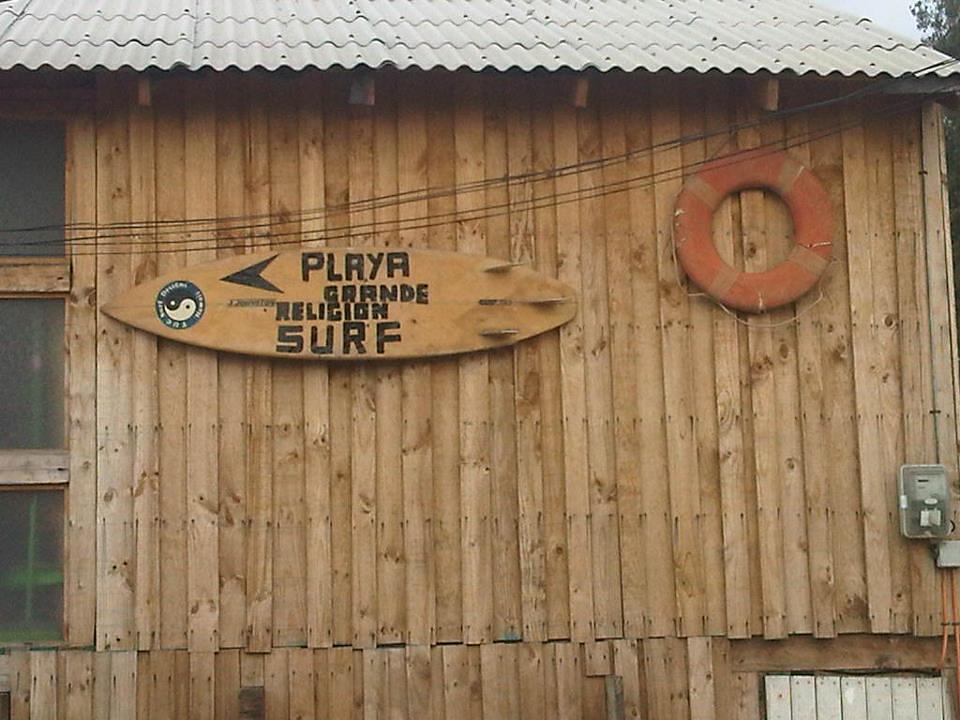 PLAYA
GRANDE
RELIGION
SURF